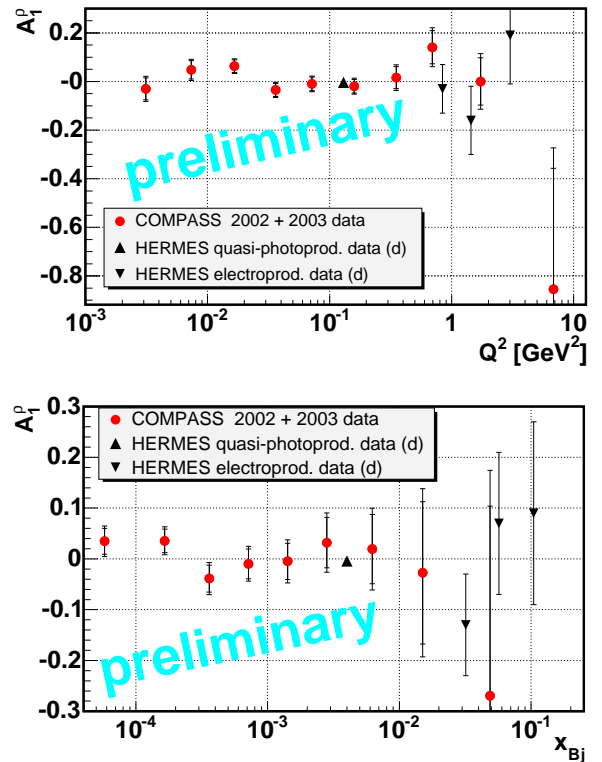 A₁^ρ
0.2
-0
-0.2
-0.4
-0.6
-0.8
preliminary
COMPASS 2002 + 2003 data
HERMES quasi-photoprod. data (d)
HERMES electroprod. data (d)
10⁻³ 10⁻² 10⁻¹ 1 10
Q² [GeV²]
A₁^ρ
0.3
0.2
0.1
0
-0.1
-0.2
-0.3
COMPASS 2002 + 2003 data
HERMES quasi-photoprod. data (d)
HERMES electroprod. data (d)
preliminary
10⁻⁴ 10⁻³ 10⁻² 10⁻¹
x_Bj